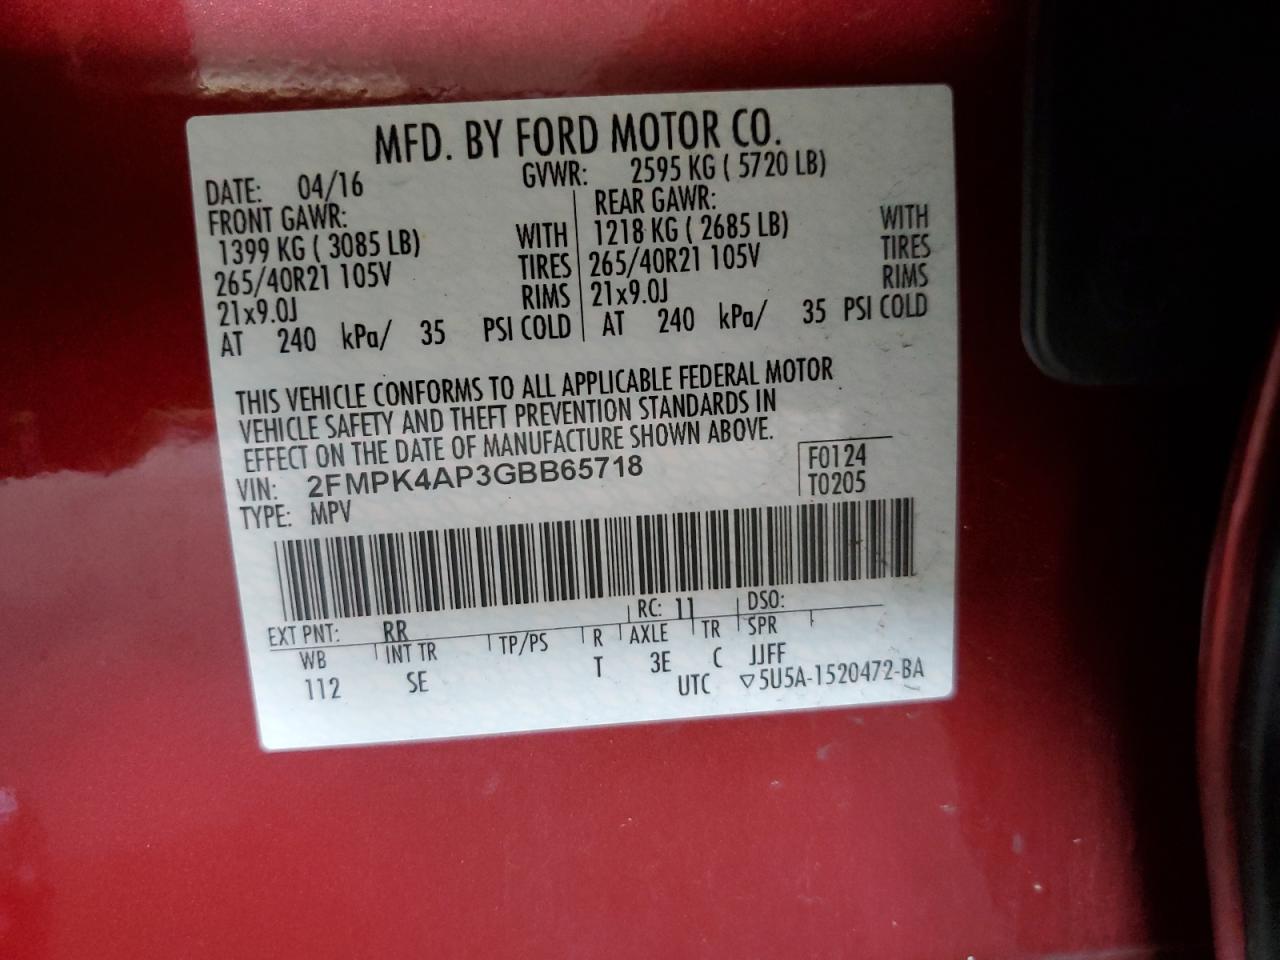 MFD. BY FORD MOTOR CO.
DATE: 04/16 GVWR: 2595 KG ( 5720 LB)
FRONT GAWR: REAR GAWR:
1399 KG ( 3085 LB) WITH 1218 KG ( 2685 LB) WITH
265/40R21 105V TIRES 265/40R21 105V TIRES
21x9.0J RIMS 21x9.0J RIMS
AT 240 kPa/ 35 PSI COLD AT 240 kPa/ 35 PSI COLD
THIS VEHICLE CONFORMS TO ALL APPLICABLE FEDERAL MOTOR
VEHICLE SAFETY AND THEFT PREVENTION STANDARDS IN
EFFECT ON THE DATE OF MANUFACTURE SHOWN ABOVE.
VIN: 2FMPK4AP3GBB65718 F0124
TYPE: MPV T0205
EXT PNT: RR RC: 11 DSO:
WB INT TR TP/PS R AXLE TR SPR
112 SE T 3E C JJFF
UTC ▽5U5A-1520472-BA